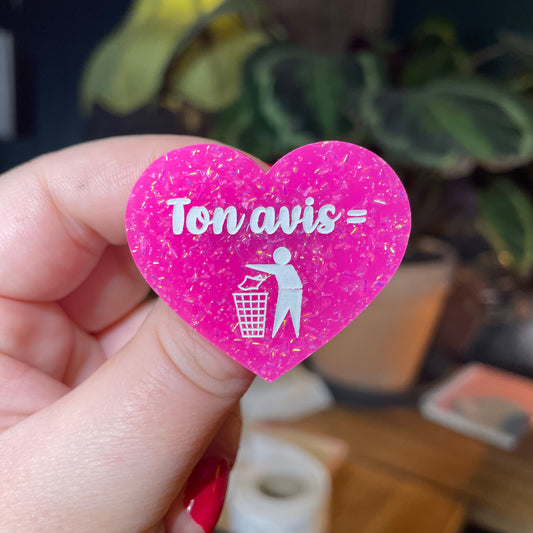 Ton avis =